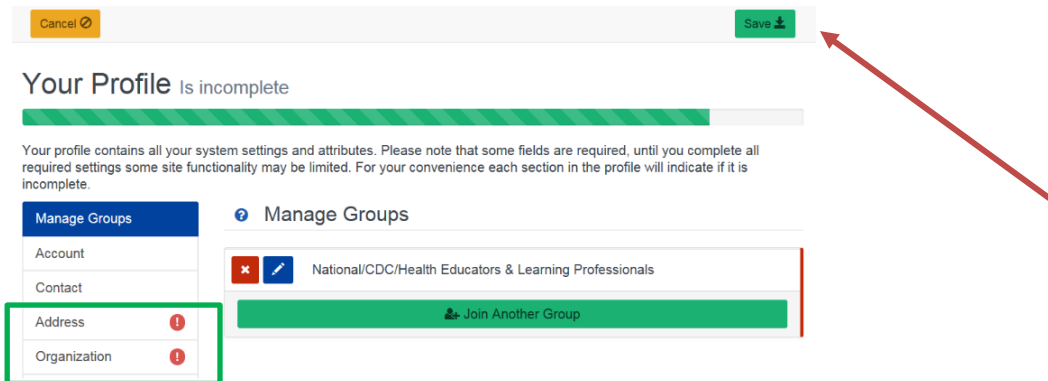 Cancel
Save
Your Profile Is incomplete
Your profile contains all your system settings and attributes. Please note that some fields are required, until you complete all
required settings some site functionality may be limited. For your convenience each section in the profile will indicate if it is
incomplete.
Manage Groups
Account
Contact
Address
Organization
Manage Groups
National/CDC/Health Educators & Learning Professionals
Join Another Group